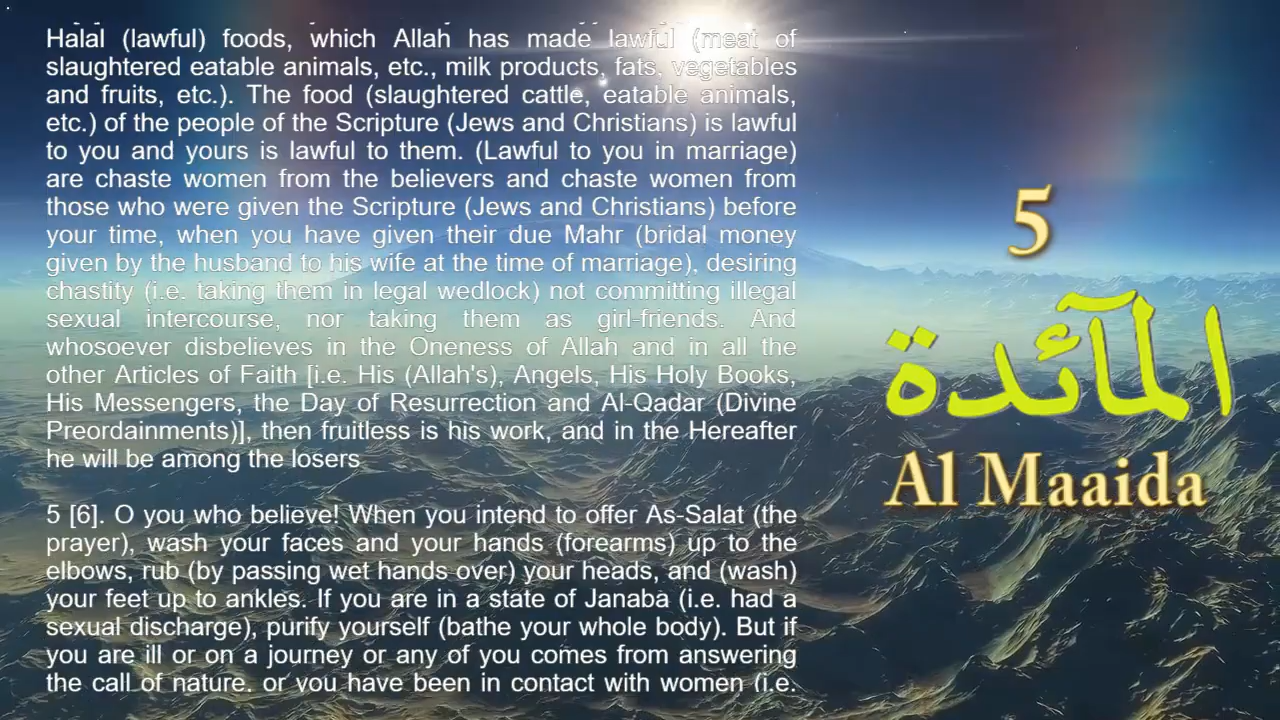 Halal (lawful) foods, which Allah has made lawful (meat of
slaughtered eatable animals, etc., milk products, fats, vegetables
and fruits, etc.). The food (slaughtered cattle, eatable animals,
etc.) of the people of the Scripture (Jews and Christians) is lawful
to you and yours is lawful to them. (Lawful to you in marriage)
are chaste women from the believers and chaste women from
those who were given the Scripture (Jews and Christians) before
your time, when you have given their due Mahr (bridal money
given by the husband to his wife at the time of marriage), desiring
chastity (i.e. taking them in legal wedlock) not committing illegal
sexual intercourse, nor taking them as girl-friends. And
whosoever disbelieves in the Oneness of Allah and in all the
other Articles of Faith [i.e. His (Allah's), Angels, His Holy Books,
His Messengers, the Day of Resurrection and Al-Qadar (Divine
Preordainments)], then fruitless is his work, and in the Hereafter
he will be among the losers
5 [6]. O you who believe! When you intend to offer As-Salat (the
prayer), wash your faces and your hands (forearms) up to the
elbows, rub (by passing wet hands over) your heads, and (wash)
your feet up to ankles. If you are in a state of Janaba (i.e. had a
sexual discharge), purify yourself (bathe your whole body). But if
you are ill or on a journey or any of you comes from answering
the call of nature, or you have been in contact with women (i.e.
5
المآئدة
Al Maaida